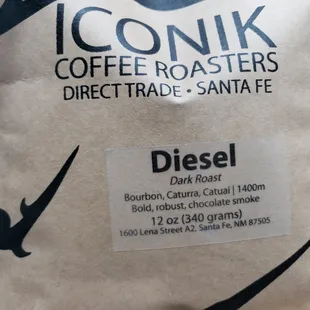 ICONIK
COFFEE ROASTERS
DIRECT TRADE • SANTA FE
Diesel
Dark Roast
Bourbon, Caturra, Catuai | 1400m
Bold, robust, chocolate smoke
12 oz (340 grams)
1600 Lena Street A2, Santa Fe, NM 87505